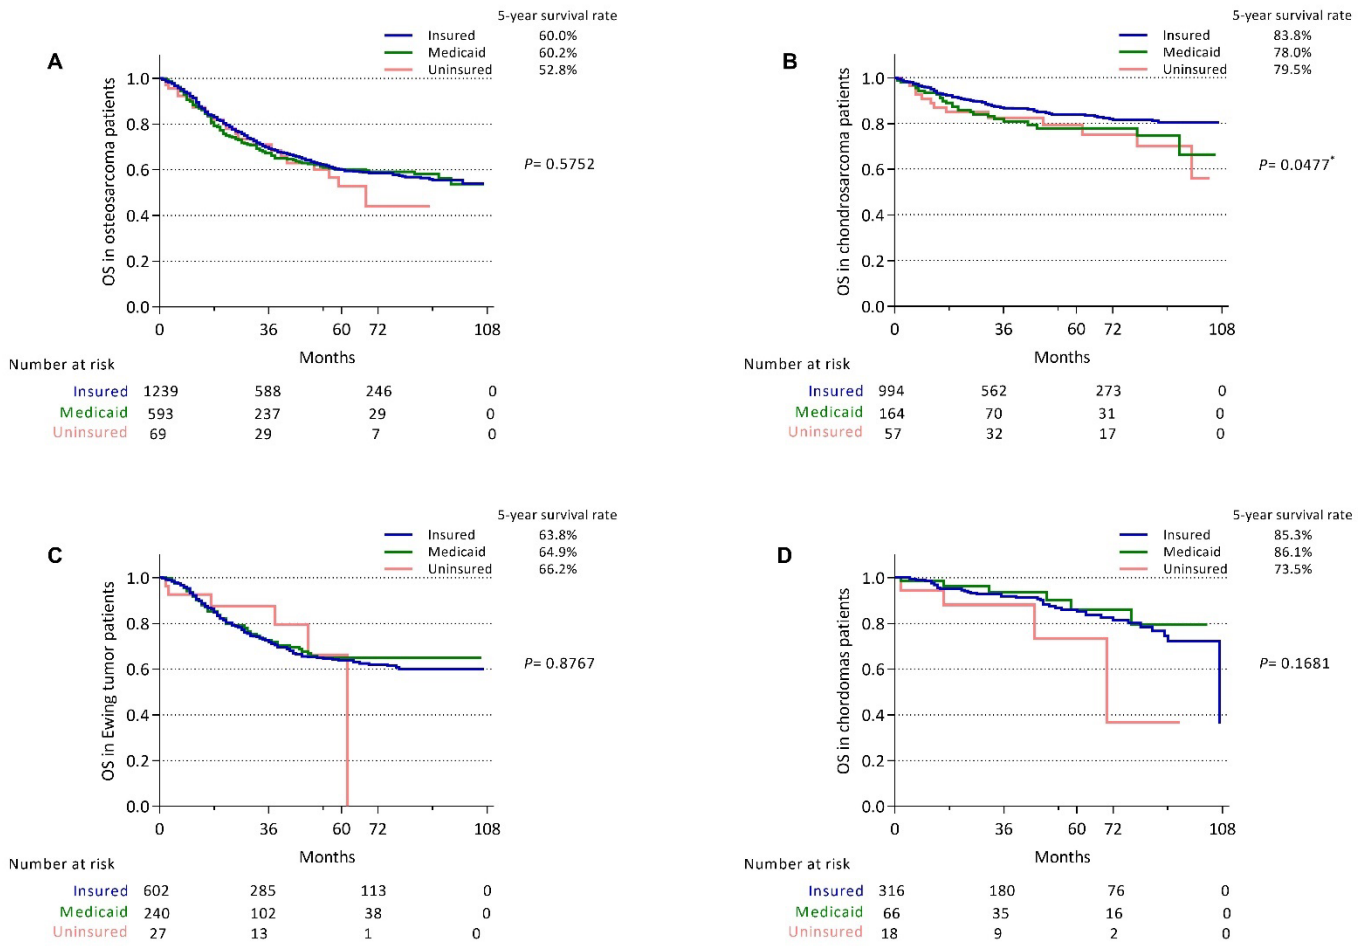 5-year survival rate
Insured 60.0%
Medicaid 60.2%
Uninsured 52.8%
A
OS in osteosarcoma patients
1.0
0.8
0.6
0.4
0.2
0.0
0 36 60 72 108
Months
P= 0.5752
Number at risk
Insured 1239 588 246 0
Medicaid 593 237 29 0
Uninsured 69 29 7 0
5-year survival rate
Insured 83.8%
Medicaid 78.0%
Uninsured 79.5%
B
OS in chondrosarcoma patients
1.0
0.8
0.6
0.4
0.2
0.0
0 36 60 72 108
Months
P= 0.0477*
Number at risk
Insured 994 562 273 0
Medicaid 164 70 31 0
Uninsured 57 32 17 0
5-year survival rate
Insured 63.8%
Medicaid 64.9%
Uninsured 66.2%
C
OS in Ewing tumor patients
1.0
0.8
0.6
0.4
0.2
0.0
0 36 60 72 108
Months
P= 0.8767
Number at risk
Insured 602 285 113 0
Medicaid 240 102 38 0
Uninsured 27 13 1 0
5-year survival rate
Insured 85.3%
Medicaid 86.1%
Uninsured 73.5%
D
OS in chordomas patients
1.0
0.8
0.6
0.4
0.2
0.0
0 36 60 72 108
Months
P= 0.1681
Number at risk
Insured 316 180 76 0
Medicaid 66 35 16 0
Uninsured 18 9 2 0